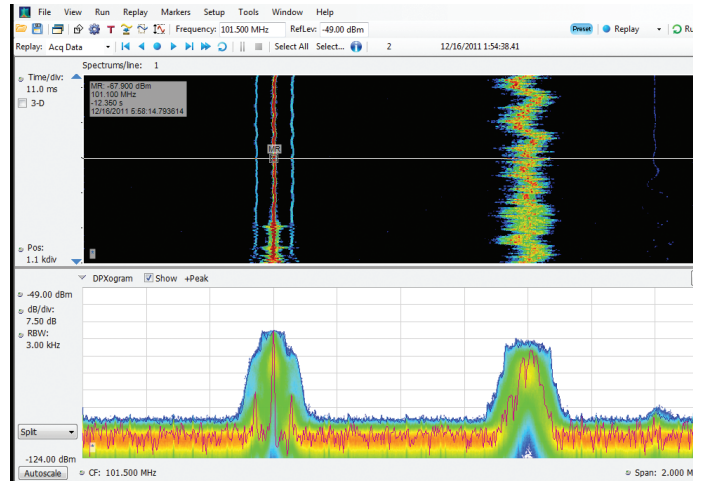 File View Run Replay Markers Setup Tools Window Help
Frequency: 101.500 MHz RefLev: -49.00 dBm Preset Replay Ru
Replay: Acq Data Select All Select... 2 12/16/2011 1:54:38.41
Spectrums/line: 1
Time/div:
11.0 ms
3-D
MR: -67.900 dBm
101.100 MHz
-12.360 s
12/16/2011 5:58:14.793614
MR
Pos:
1.1 kdiv
DPXogram Show +Peak
-49.00 dBm
dB/div:
7.50 dB
RBW:
3.00 kHz
Split
-124.00 dBm
Autoscale CF: 101.500 MHz Span: 2.000 M